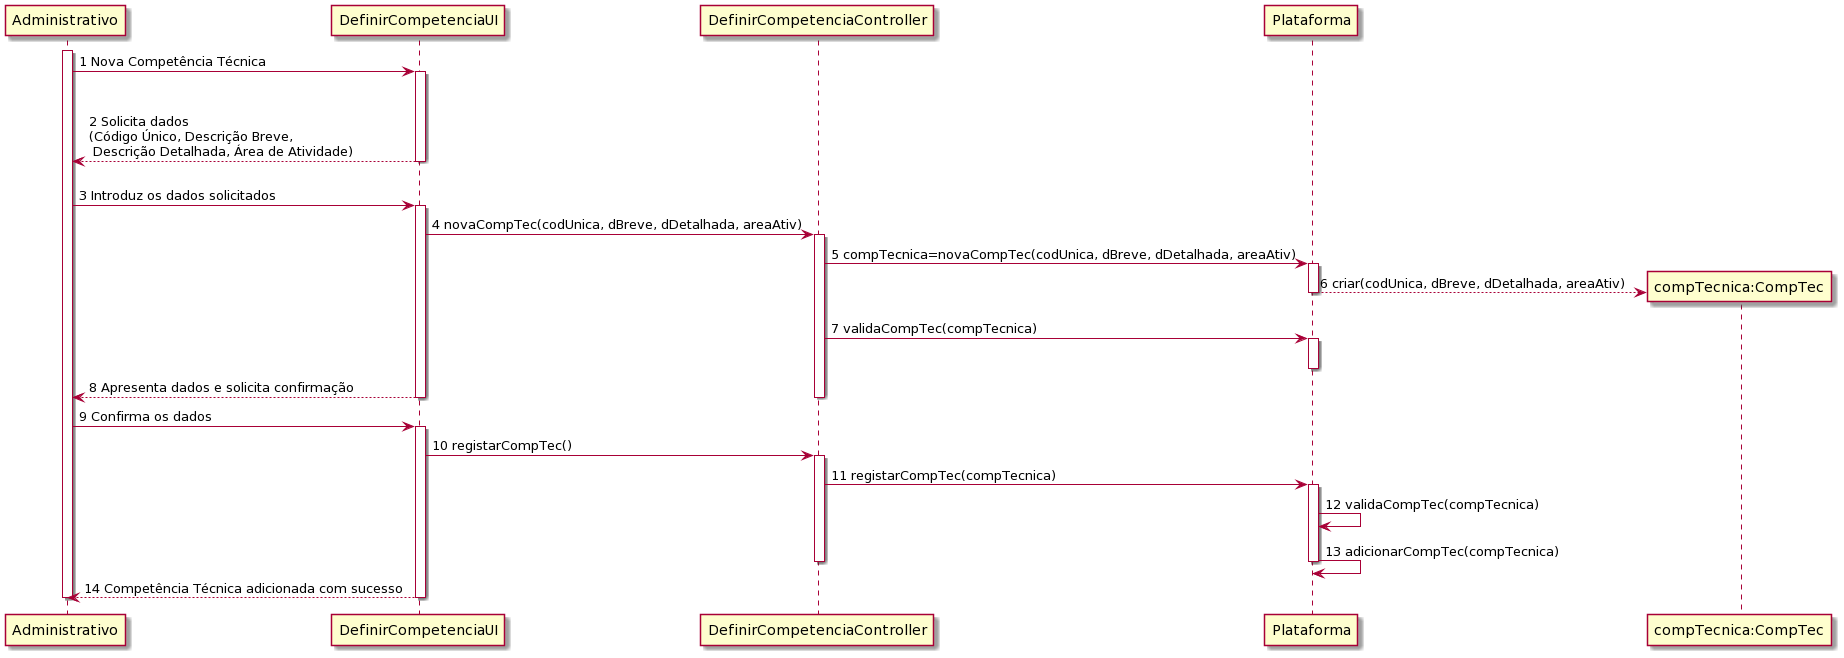 Administrativo
DefinirCompetenciaUI
DefinirCompetenciaController
Plataforma
1 Nova Competência Técnica
2 Solicita dados
(Código Único, Descrição Breve,
Descrição Detalhada, Área de Atividade)
3 Introduz os dados solicitados
4 novaCompTec(codUnica, dBreve, dDetalhada, areaAtiv)
5 compTecnica=novaCompTec(codUnica, dBreve, dDetalhada, areaAtiv)
6 criar(codUnica, dBreve, dDetalhada, areaAtiv)
compTecnica:CompTec
7 validaCompTec(compTecnica)
8 Apresenta dados e solicita confirmação
9 Confirma os dados
10 registarCompTec()
11 registarCompTec(compTecnica)
12 validaCompTec(compTecnica)
13 adicionarCompTec(compTecnica)
14 Competência Técnica adicionada com sucesso
Administrativo
DefinirCompetenciaUI
DefinirCompetenciaController
Plataforma
compTecnica:CompTec